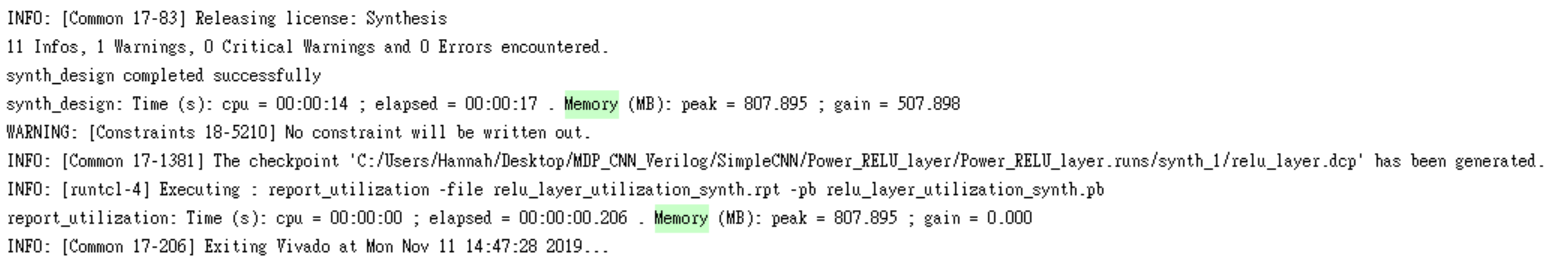 INFO: [Common 17-83] Releasing license: Synthesis
11 Infos, 1 Warnings, 0 Critical Warnings and 0 Errors encountered.
synth_design completed successfully
synth_design: Time (s): cpu = 00:00:14 ; elapsed = 00:00:17 . Memory (MB): peak = 807.895 ; gain = 507.898
WARNING: [Constraints 18-5210] No constraint will be written out.
INFO: [Common 17-1381] The checkpoint 'C:/Users/Hannah/Desktop/MDP_CNN_Verilog/SimpleCNN/Power_RELU_layer/Power_RELU_layer.runs/synth_1/relu_layer.dcp' has been generated.
INFO: [runtcl-4] Executing : report_utilization -file relu_layer_utilization_synth.rpt -pb relu_layer_utilization_synth.pb
report_utilization: Time (s): cpu = 00:00:00 ; elapsed = 00:00:00.206 . Memory (MB): peak = 807.895 ; gain = 0.000
INFO: [Common 17-206] Exiting Vivado at Mon Nov 11 14:47:28 2019...